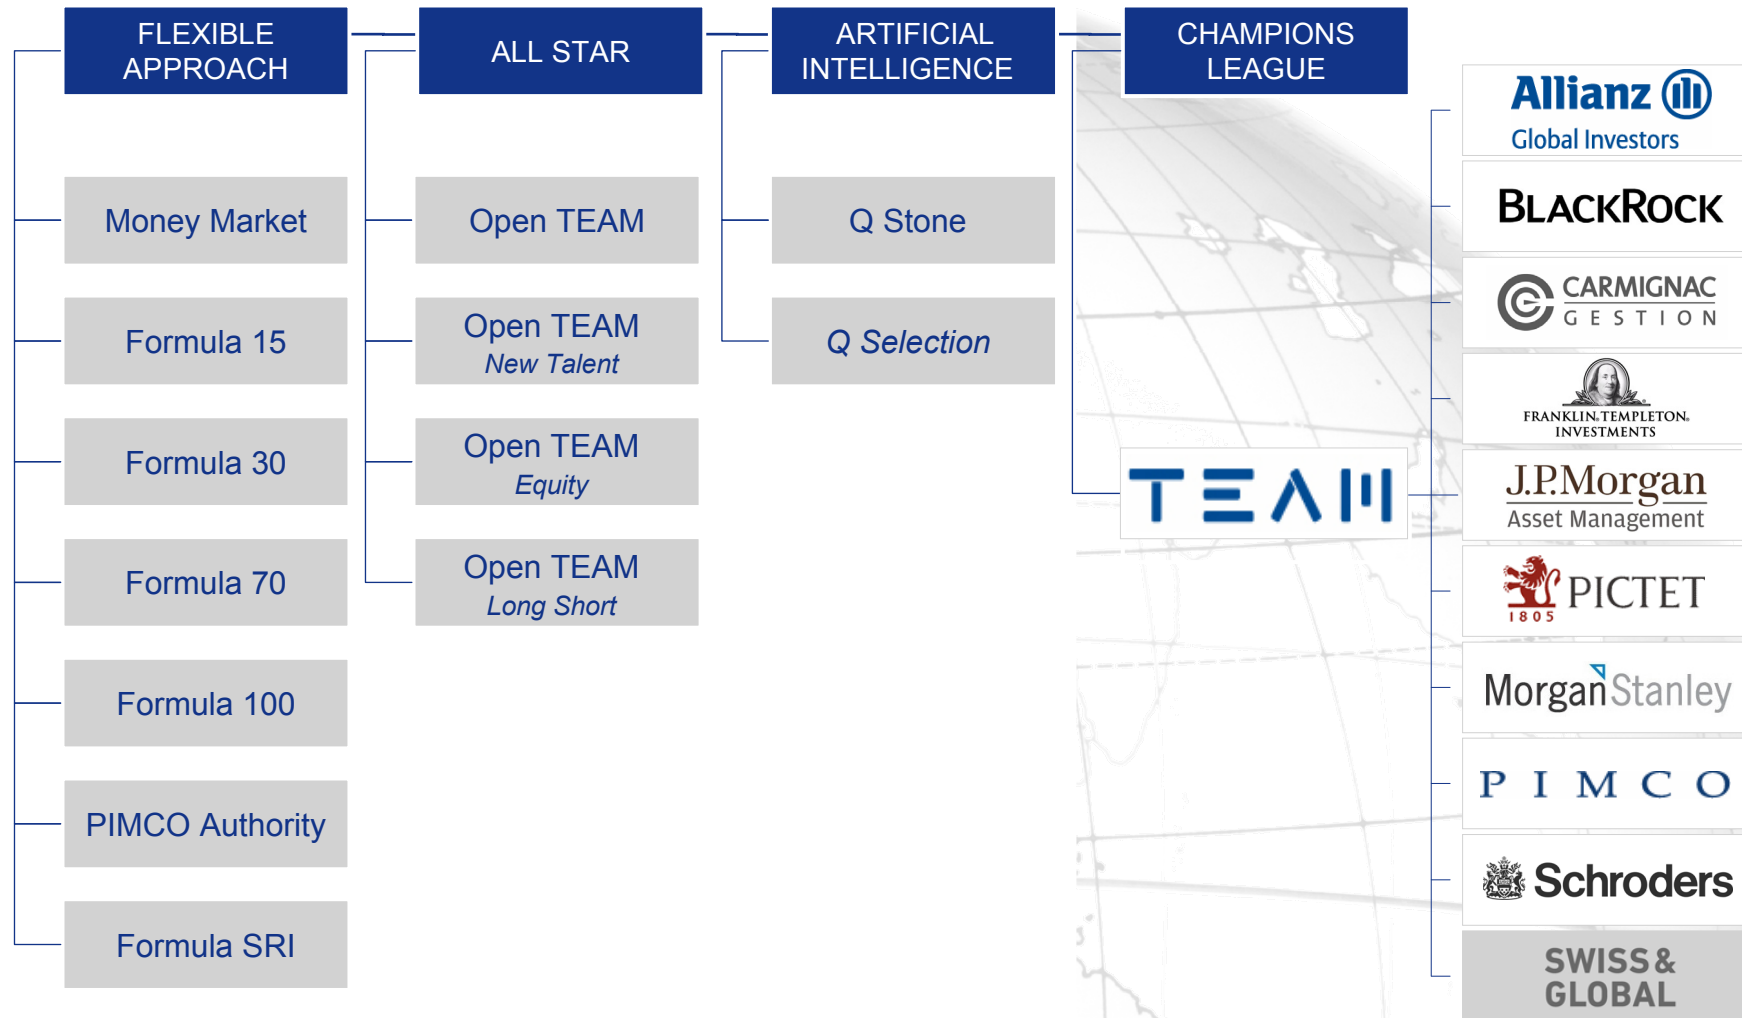 FLEXIBLE
APPROACH
ALL STAR
ARTIFICIAL
INTELLIGENCE
CHAMPIONS
LEAGUE
Money Market
Formula 15
Formula 30
Formula 70
Formula 100
PIMCO Authority
Formula SRI
Open TEAM
Open TEAM
New Talent
Open TEAM
Equity
Open TEAM
Long Short
Q Stone
Q Selection
TEAM
Allianz
Global Investors
BLACKROCK
CARMIGNAC
GESTION
FRANKLIN TEMPLETON
INVESTMENTS
J.P.Morgan
Asset Management
PICTET
1805
Morgan Stanley
PIMCO
Schroders
SWISS &
GLOBAL